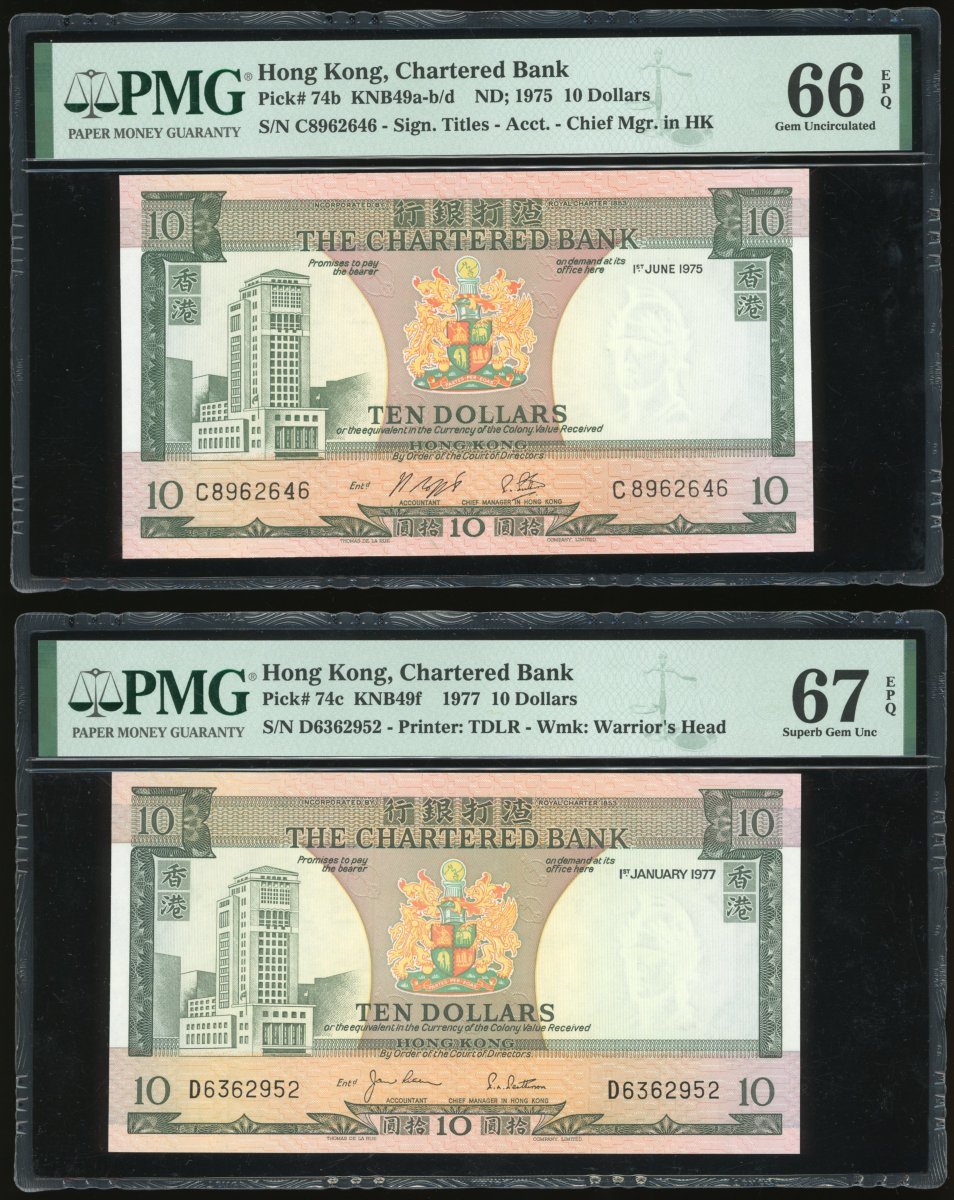 PMG®
PAPER MONEY GUARANTY
Hong Kong, Chartered Bank
Pick# 74b KNB49a-b/d ND; 1975 10 Dollars
S/N C8962646 - Sign. Titles - Acct. - Chief Mgr. in HK
66 EPQ
Gem Uncirculated
10 INCORPORATED BY 行銀打渣 ROYAL CHARTER 1853 10
THE CHARTERED BANK
Promises to pay the bearer
on demand at its office here
1ST JUNE 1975
香港
香港
TEN DOLLARS
or the equivalent in the Currency of the Colony Value Received
HONG KONG
By Order of the Court of Directors
10 C8962646 Entd C8962646 10
ACCOUNTANT CHIEF MANAGER IN HONG KONG
圓拾 10 圓拾
THOMAS DE LA RUE COMPANY, LIMITED.
PMG®
PAPER MONEY GUARANTY
Hong Kong, Chartered Bank
Pick# 74c KNB49f 1977 10 Dollars
S/N D6362952 - Printer: TDLR - Wmk: Warrior's Head
67 EPQ
Superb Gem Unc
10 INCORPORATED BY 行銀打渣 ROYAL CHARTER 1853 10
THE CHARTERED BANK
Promises to pay the bearer
on demand at its office here
1ST JANUARY 1977
香港
香港
TEN DOLLARS
or the equivalent in the Currency of the Colony Value Received
HONG KONG
By Order of the Court of Directors.
10 D6362952 Entd D6362952 10
ACCOUNTANT CHIEF MANAGER IN HONG KONG
圓拾 10 圓拾
THOMAS DE LA RUE COMPANY, LIMITED.